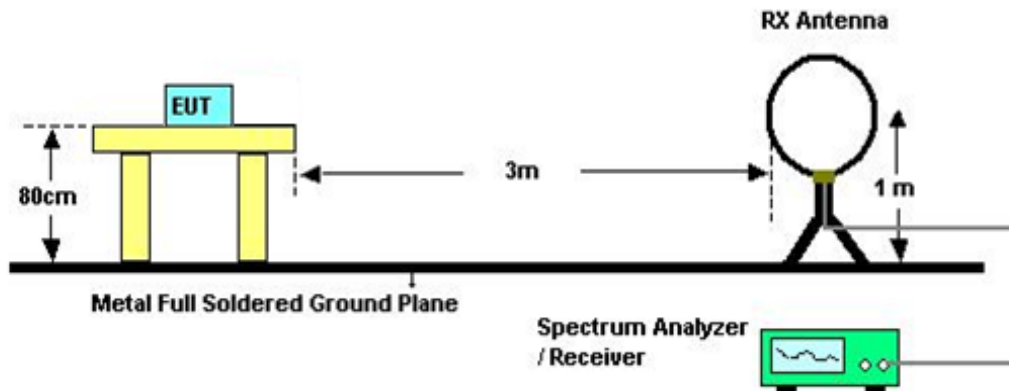 RX Antenna
EUT
80cm
3m
1 m
Metal Full Soldered Ground Plane
Spectrum Analyzer
/ Receiver